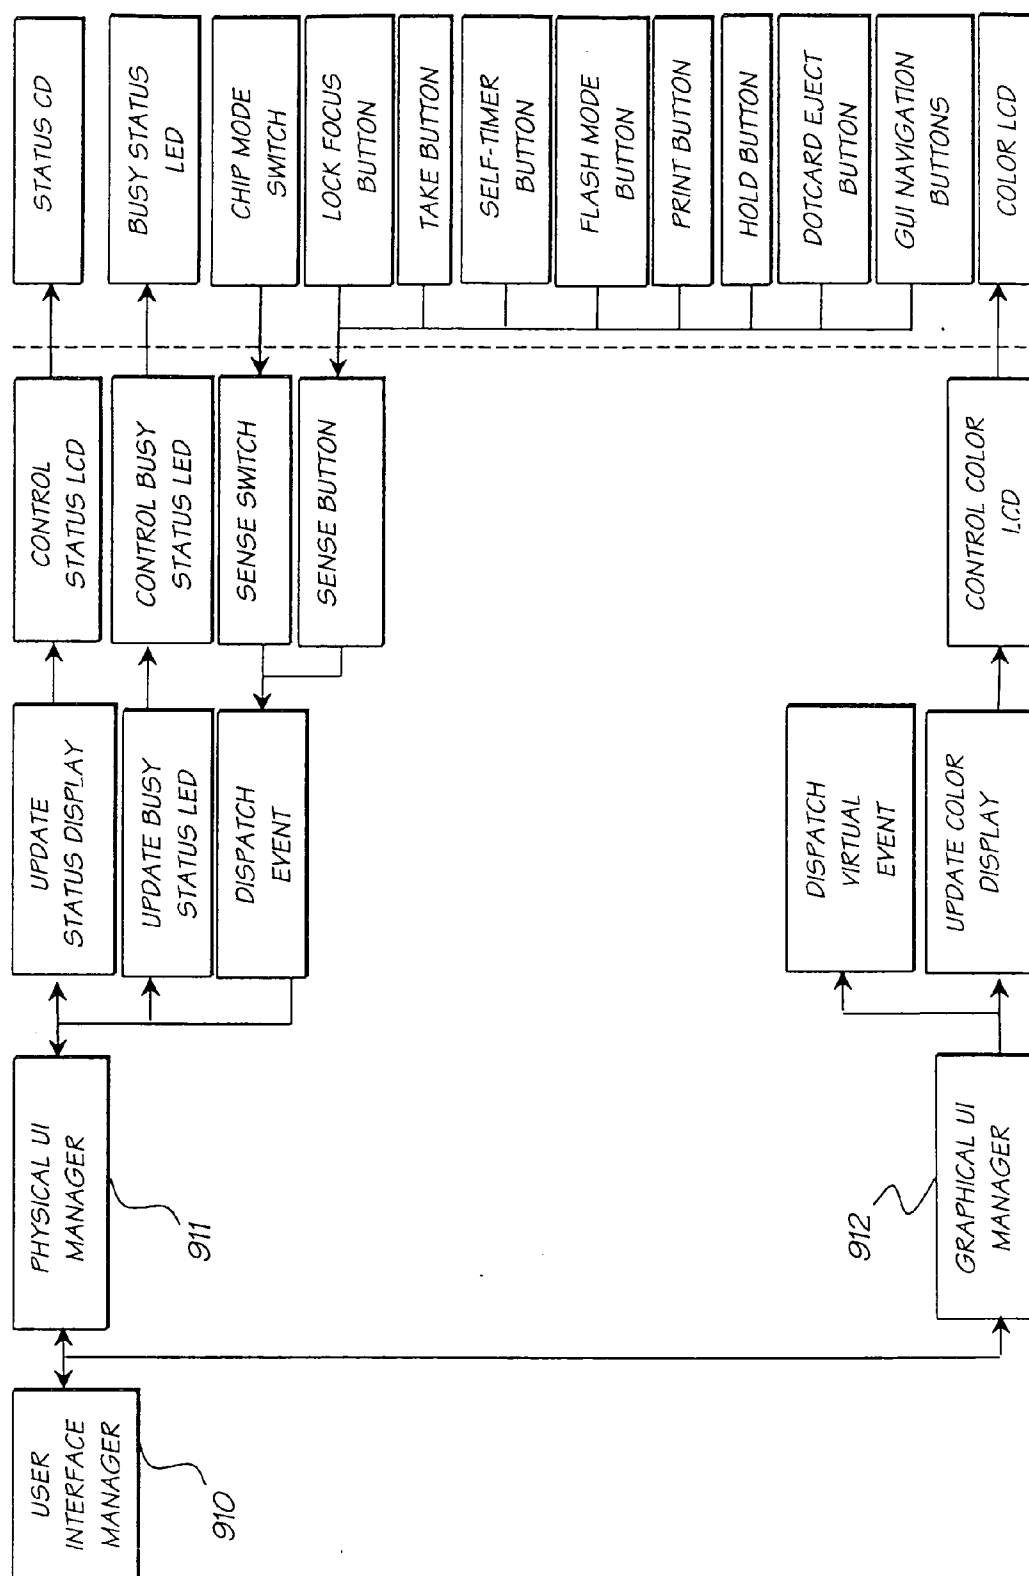 USER
INTERFACE
MANAGER
910
PHYSICAL UI
MANAGER
911
GRAPHICAL UI
MANAGER
912
UPDATE
STATUS DISPLAY
UPDATE BUSY
STATUS LED
DISPATCH
EVENT
DISPATCH
VIRTUAL
EVENT
UPDATE COLOR
DISPLAY
CONTROL
STATUS LCD
CONTROL BUSY
STATUS LED
SENSE SWITCH
SENSE BUTTON
CONTROL COLOR
LCD
STATUS CD
BUSY STATUS
LED
CHIP MODE
SWITCH
LOCK FOCUS
BUTTON
TAKE BUTTON
SELF-TIMER
BUTTON
FLASH MODE
BUTTON
PRINT BUTTON
HOLD BUTTON
DOTCARD EJECT
BUTTON
GUI NAVIGATION
BUTTONS
COLOR LCD